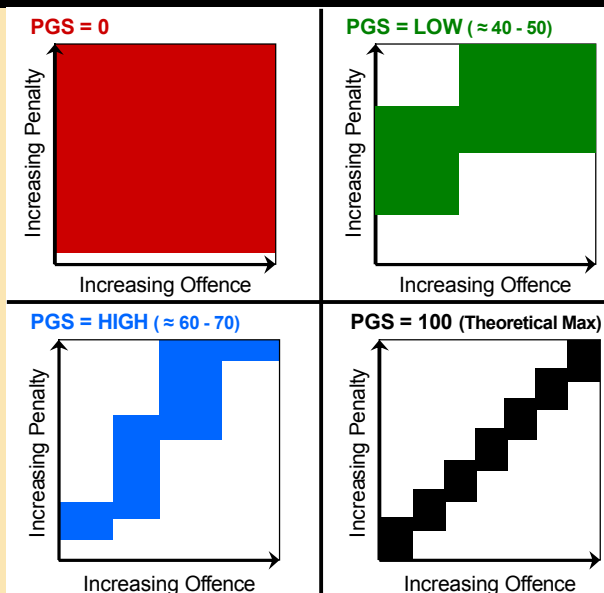 PGS = 0
Increasing Penalty
Increasing Offence
PGS = LOW ( ≈ 40 - 50)
Increasing Penalty
Increasing Offence
PGS = HIGH ( ≈ 60 - 70)
Increasing Penalty
Increasing Offence
PGS = 100 (Theoretical Max)
Increasing Penalty
Increasing Offence